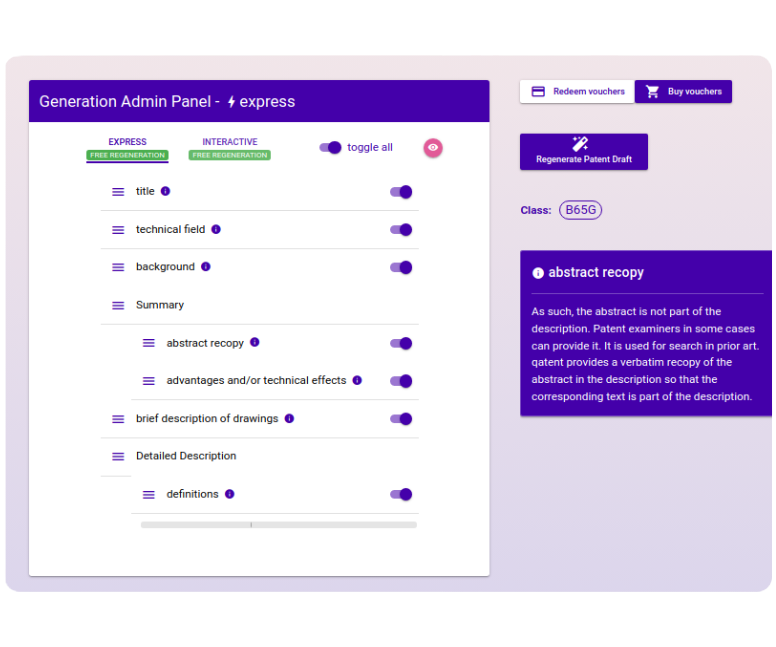 Generation Admin Panel - express
EXPRESS
FREE REGENERATION
INTERACTIVE
FREE REGENERATION
toggle all
title
technical field
background
Summary
abstract recopy
advantages and/or technical effects
brief description of drawings
Detailed Description
definitions
Redeem vouchers
Buy vouchers
Regenerate Patent Draft
Class: B65G
abstract recopy
As such, the abstract is not part of the
description. Patent examiners in some cases
can provide it. It is used for search in prior art.
qatent provides a verbatim recopy of the
abstract in the description so that the
corresponding text is part of the description.